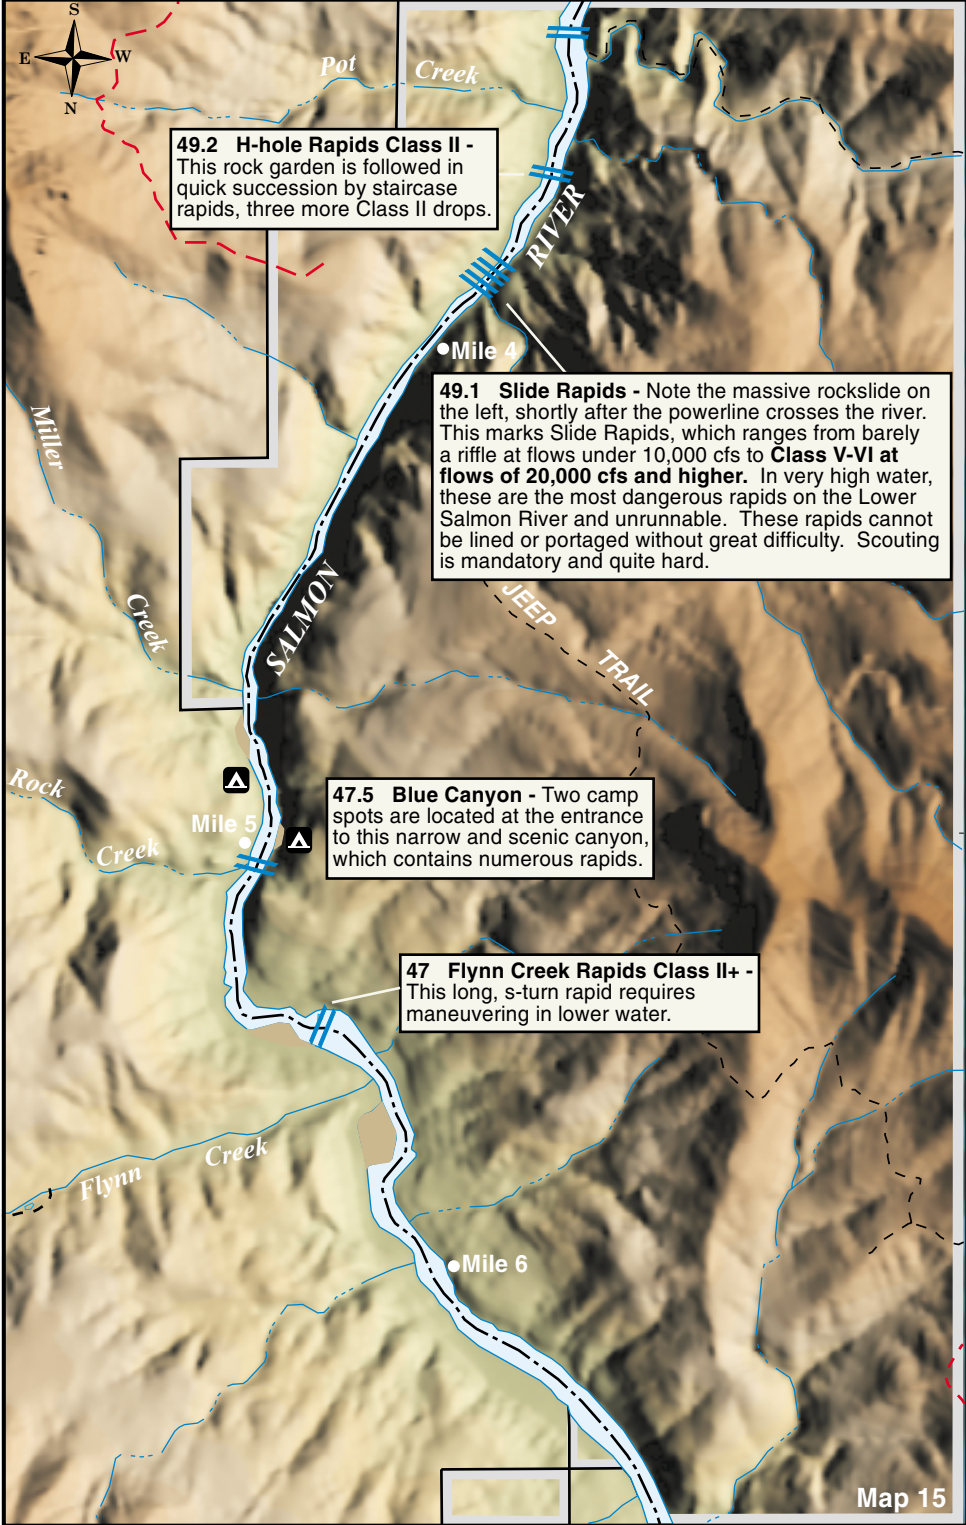 S
E W
N
Pot Creek
49.2 H-hole Rapids Class II -
This rock garden is followed in
quick succession by staircase
rapids, three more Class II drops.
RIVER
Mile 4
49.1 Slide Rapids - Note the massive rockslide on
the left, shortly after the powerline crosses the river.
This marks Slide Rapids, which ranges from barely
a riffle at flows under 10,000 cfs to Class V-VI at
flows of 20,000 cfs and higher. In very high water,
these are the most dangerous rapids on the Lower
Salmon River and unrunnable. These rapids cannot
be lined or portaged without great difficulty. Scouting
is mandatory and quite hard.
Miller
Creek
SALMON
JEEP
TRAIL
Rock
Creek
Mile 5
47.5 Blue Canyon - Two camp
spots are located at the entrance
to this narrow and scenic canyon,
which contains numerous rapids.
47 Flynn Creek Rapids Class II+ -
This long, s-turn rapid requires
maneuvering in lower water.
Flynn Creek
Mile 6
Map 15